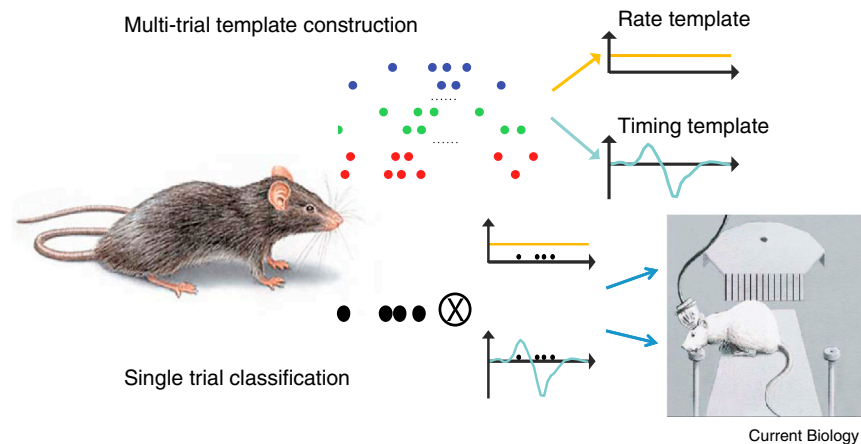 Multi-trial template construction
Rate template
......
Timing template
......
X
Single trial classification
Current Biology